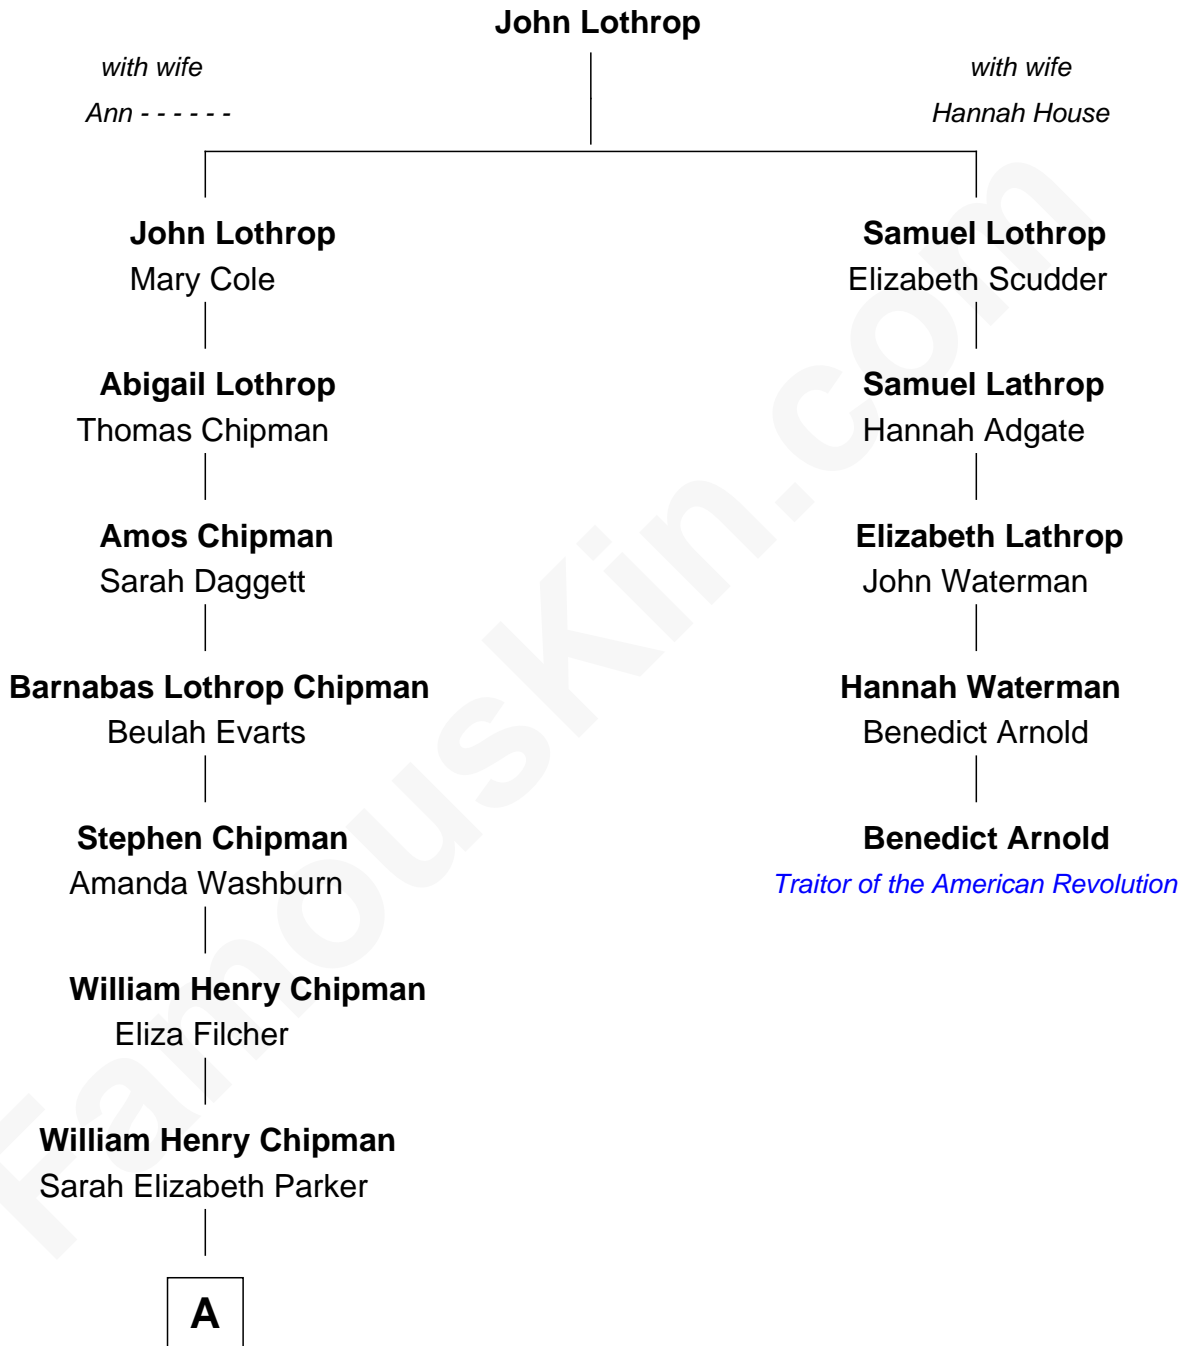 John Lothrop
with wife
Ann - - - - - -
with wife
Hannah House
John Lothrop
Mary Cole
Abigail Lothrop
Thomas Chipman
Amos Chipman
Sarah Daggett
Barnabas Lothrop Chipman
Beulah Evarts
Stephen Chipman
Amanda Washburn
William Henry Chipman
Eliza Filcher
William Henry Chipman
Sarah Elizabeth Parker
A
Samuel Lothrop
Elizabeth Scudder
Samuel Lathrop
Hannah Adgate
Elizabeth Lathrop
John Waterman
Hannah Waterman
Benedict Arnold
Benedict Arnold
Traitor of the American Revolution
FamousKin.com